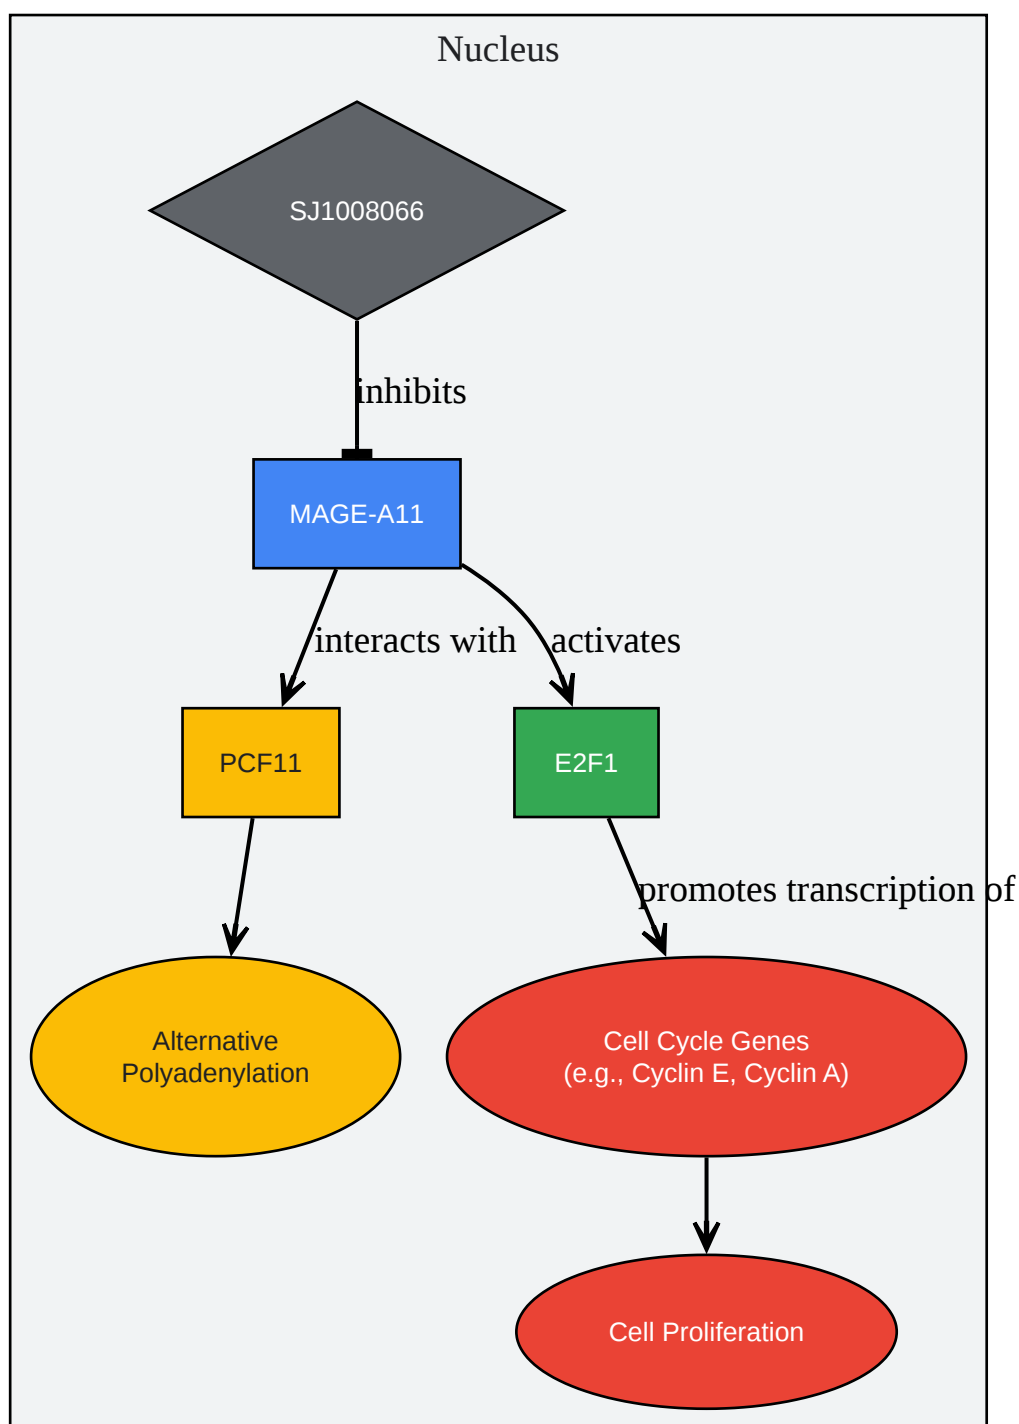 Nucleus
SJ1008066
inhibits
MAGE-A11
interacts with
activates
PCF11
E2F1
promotes transcription of
Alternative
Polyadenylation
Cell Cycle Genes
(e.g., Cyclin E, Cyclin A)
Cell Proliferation